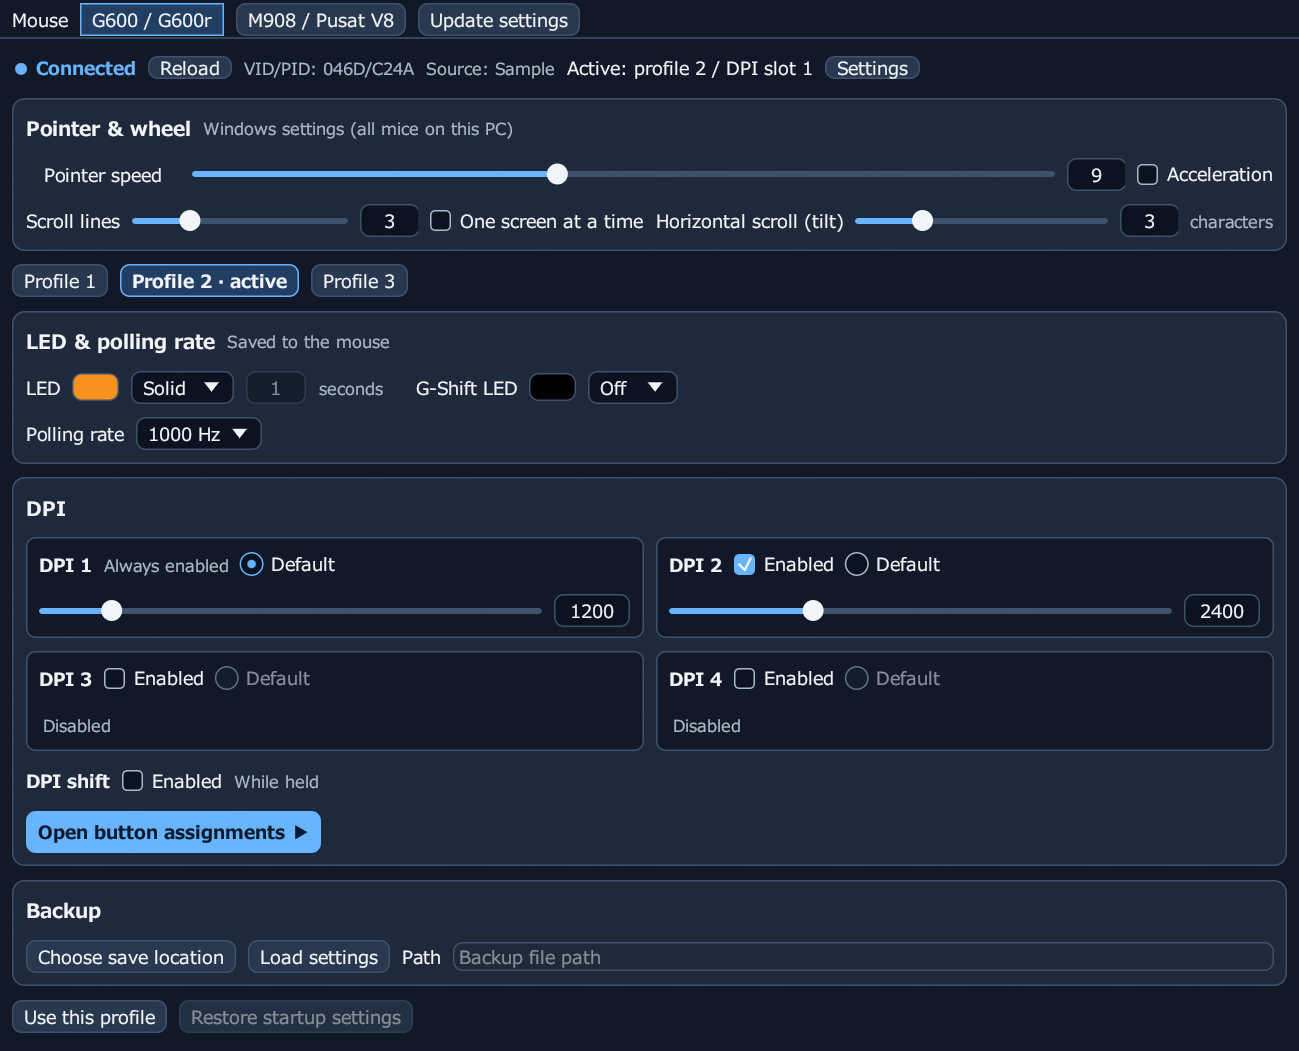 Mouse G600 / G600r M908 / Pusat V8 Update settings
Connected Reload VID/PID: 046D/C24A Source: Sample Active: profile 2 / DPI slot 1 Settings
Pointer & wheel Windows settings (all mice on this PC)
Pointer speed 9 Acceleration
Scroll lines 3 One screen at a time Horizontal scroll (tilt) 3 characters
Profile 1 Profile 2 · active Profile 3
LED & polling rate Saved to the mouse
LED Solid 1 seconds G-Shift LED Off
Polling rate 1000 Hz
DPI
DPI 1 Always enabled Default
1200
DPI 2 Enabled Default
2400
DPI 3 Enabled Default
Disabled
DPI 4 Enabled Default
Disabled
DPI shift Enabled While held
Open button assignments
Backup
Choose save location Load settings Path Backup file path
Use this profile Restore startup settings